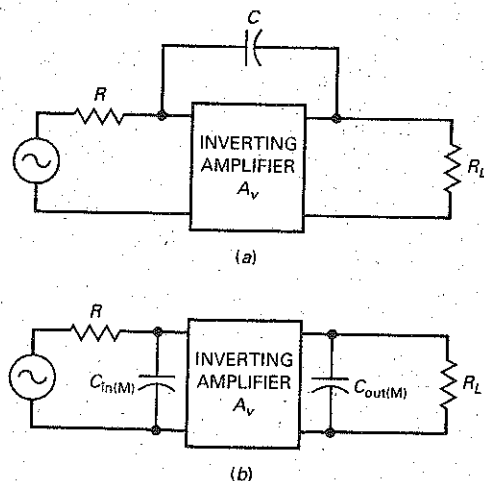 C
R
INVERTING
AMPLIFIER
A_v
R_L
(a)
R
INVERTING
AMPLIFIER
A_v
C_in(M)
C_out(M)
R_L
(b)